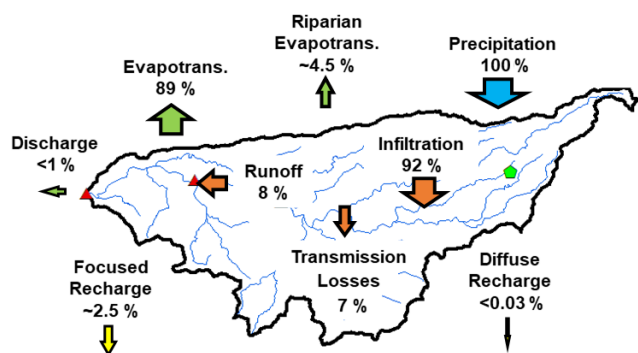 Riparian
Evapotrans.
~4.5 %
Precipitation
100 %
Evapotrans.
89 %
Discharge
<1 %
Runoff
8 %
Infiltration
92 %
Transmission
Losses
7 %
Focused
Recharge
~2.5 %
Diffuse
Recharge
<0.03 %